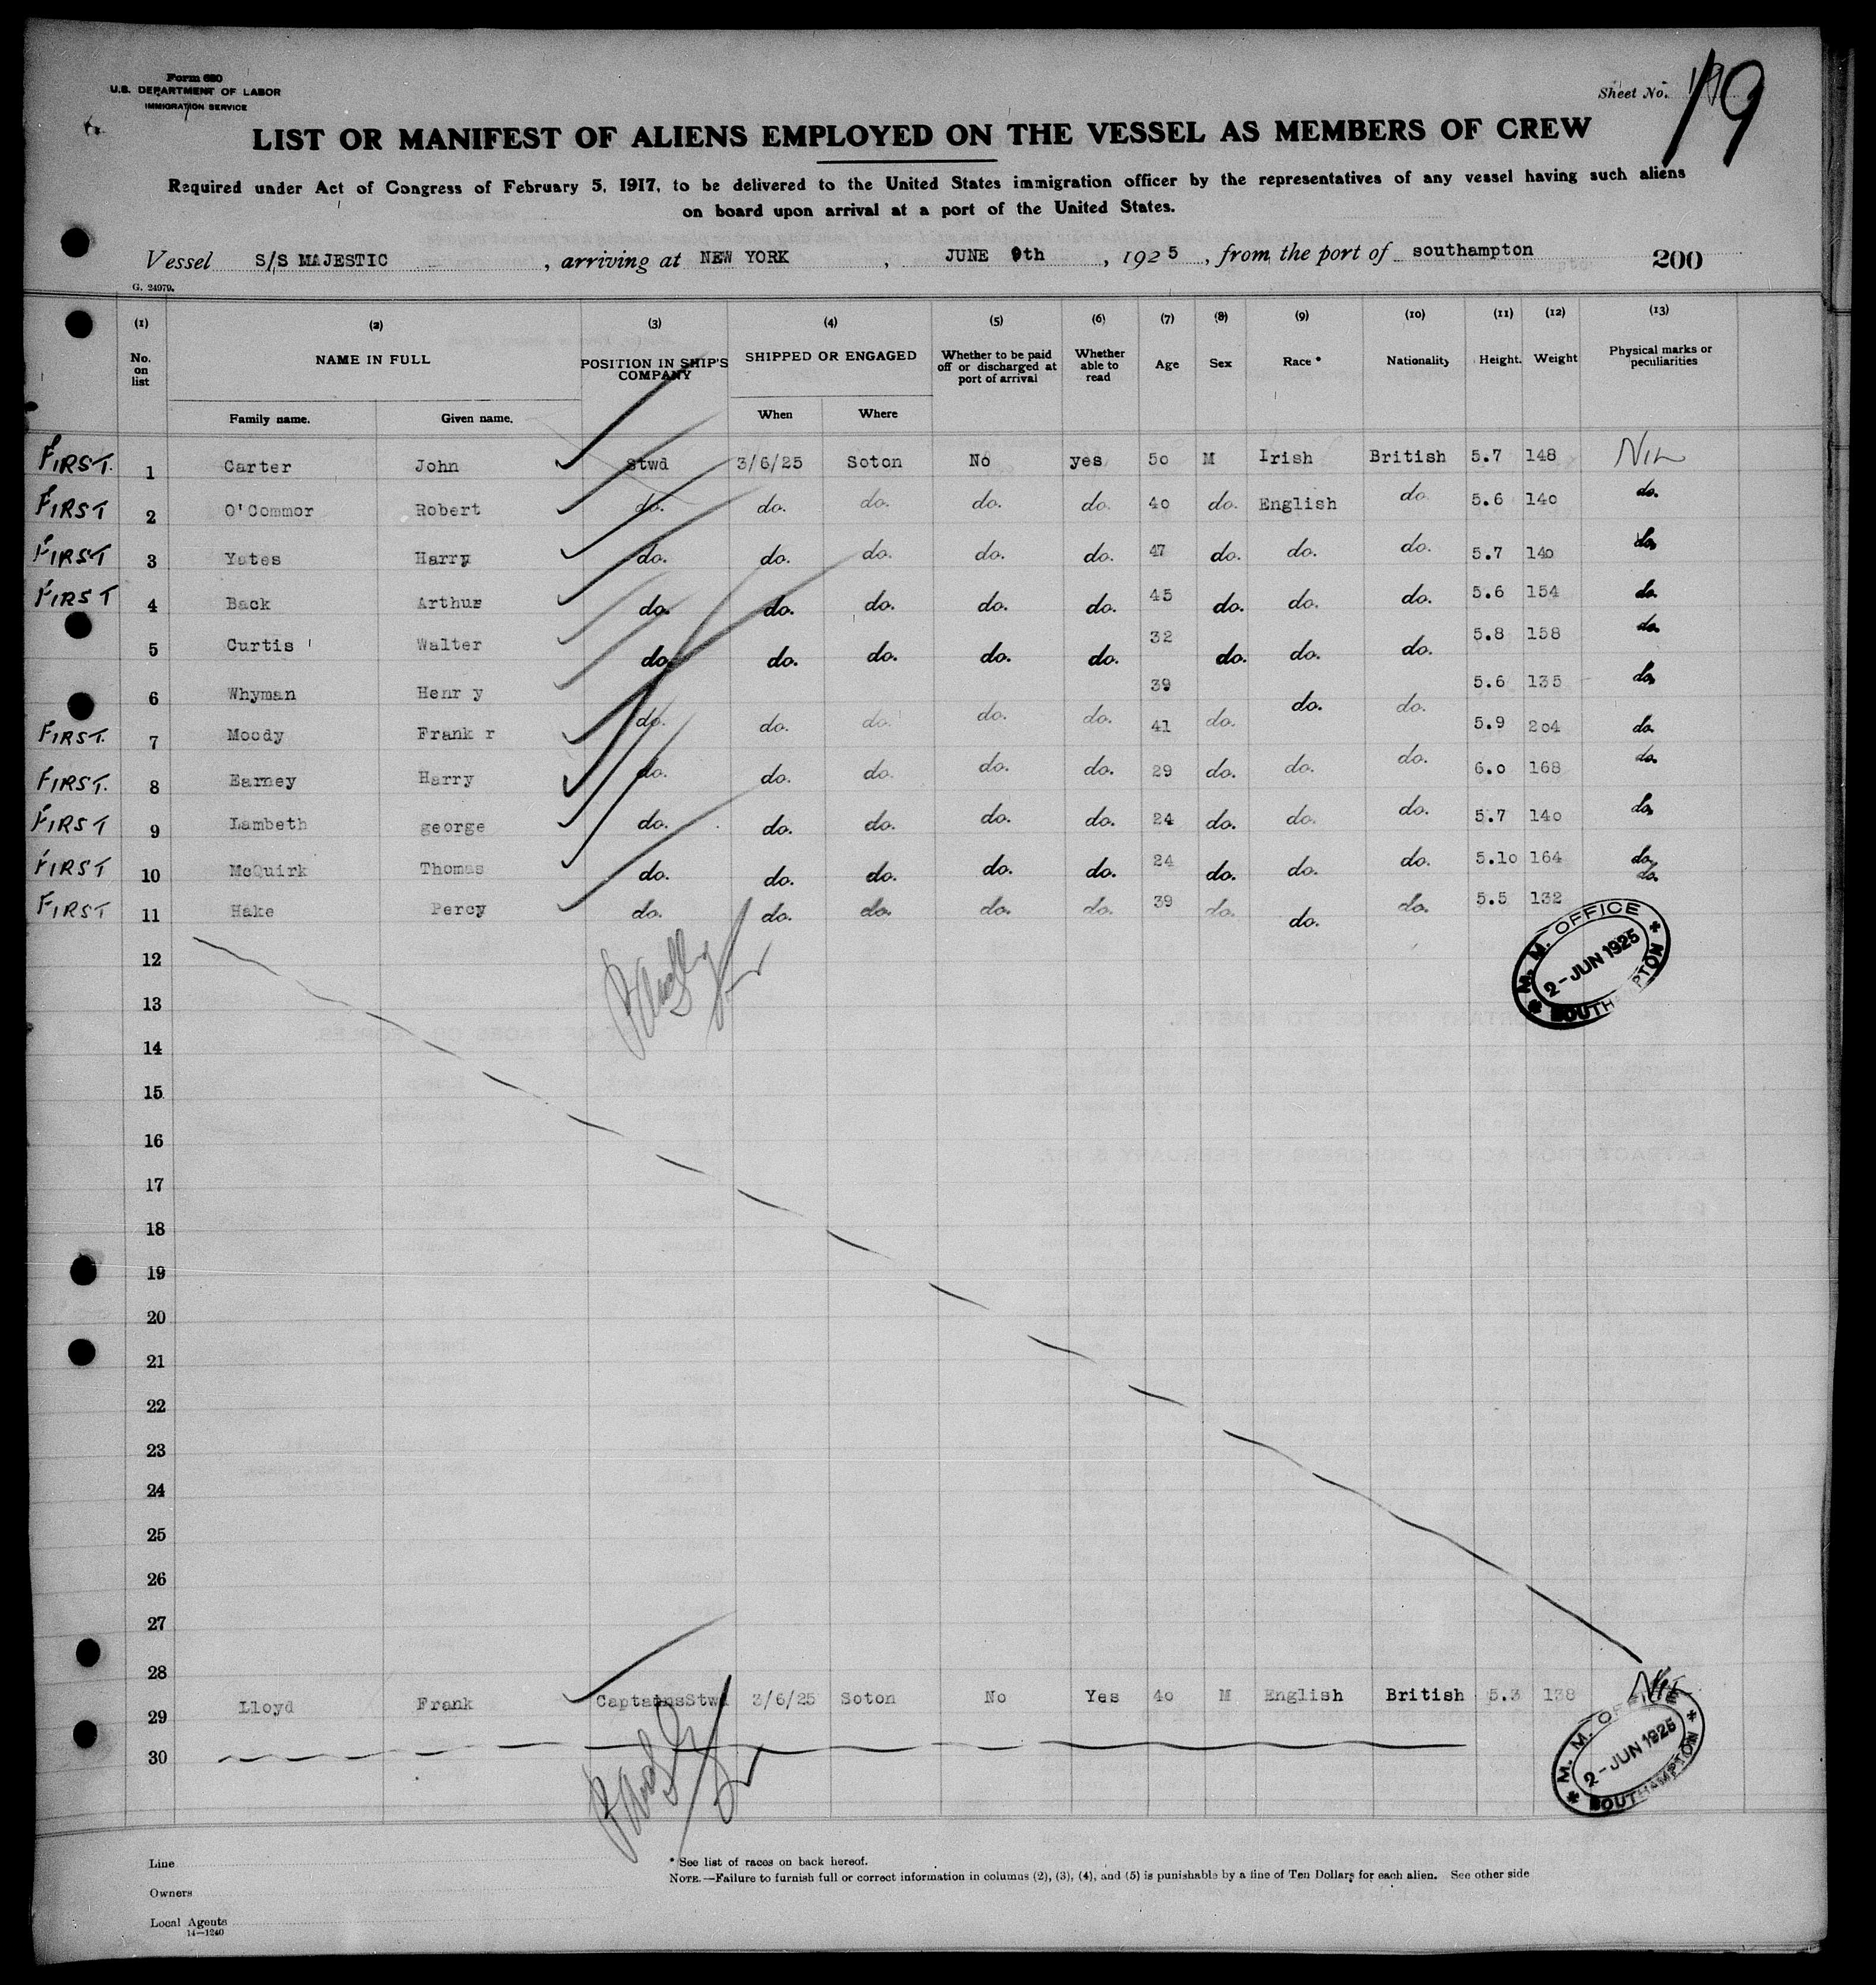 Form 680
U.S. DEPARTMENT OF LABOR
IMMIGRATION SERVICE
Sheet No. 19
LIST OR MANIFEST OF ALIENS EMPLOYED ON THE VESSEL AS MEMBERS OF CREW
Required under Act of Congress of February 5, 1917, to be delivered to the United States immigration officer by the representatives of any vessel having such aliens
on board upon arrival at a port of the United States.
Vessel S/S MAJESTIC, arriving at NEW YORK, JUNE 9th, 1925, from the port of southampton 200
G. 24979.
(1) (2) (3) (4) (5) (6) (7) (8) (9) (10) (11) (12) (13)
No. on list NAME IN FULL POSITION IN SHIP'S COMPANY SHIPPED OR ENGAGED Whether to be paid off or discharged at port of arrival Whether able to read Age Sex Race * Nationality Height. Weight Physical marks or peculiarities
Family name. Given name. When Where
FIRST. 1 Carter John Stwd 3/6/25 Soton No yes 50 M Irish British 5.7 148 NIL
FIRST 2 O'Commor Robert do. do. do. do. do. 40 do. English do 5.6 140 do.
FIRST 3 Yates Harry do. do. do. do. do. 47 do. do. do. 5.7 140 do.
FIRST 4 Back Arthur do. do. do. do. do. 45 do. do. do. 5.6 154 do.
5 Curtis Walter do. do. do. do. do. 32 do. do. do. 5.8 158 do.
6 Whyman Henr y 39 do. do. 5.6 135 do.
FIRST. 7 Moody Frank r do. do. do. do. do. 41 do. 5.9 204 do.
FIRST. 8 Earney Harry do. do. do. do. do. 29 do. do. do. 6.0 168 do.
FIRST 9 Lambeth george do. do. do. do. do. 24 do. do. do. 5.7 140 do.
FIRST 10 McQuirk Thomas do. do. do. do. do. 24 do. do. do. 5.10 164 do.
do.
FIRST 11 Hake Percy do. do. do. do. do. 39 do. do. do. 5.5 132
M. M. OFFICE
2-JUN 1925
SOUTHAMPTON
12
13
14
15
16
17
18
19
20
21
22
23
24
25
26
27
28
29 Lloyd Frank CaptainsStwd 3/6/25 Soton No Yes 40 M English British 5.3 138 NIL
30
M. M. OFFICE
2-JUN 1925
SOUTHAMPTON
Line
Owners
Local Agents
14—1240
* See list of races on back hereof.
NOTE.—Failure to furnish full or correct information in columns (2), (3), (4), and (5) is punishable by a fine of Ten Dollars for each alien. See other side